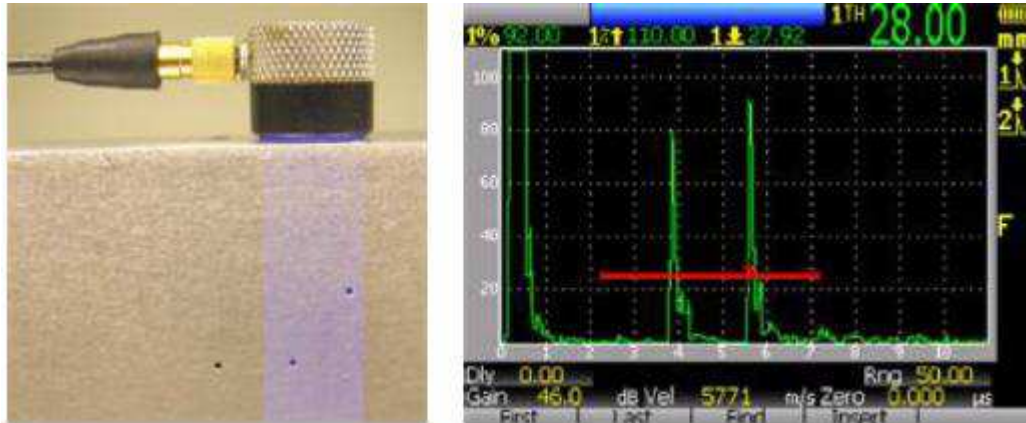 1TH 28.00
1% 92.00 110.00 27.92
mm
100
80
60
40
20
0 1 2 3 4 5 6 7 8 9 10
Dly 0.00 Rng 50.00
Gain 46.0 dB Vel 5771 m/s Zero 0.000 µs
First Last Find Insert